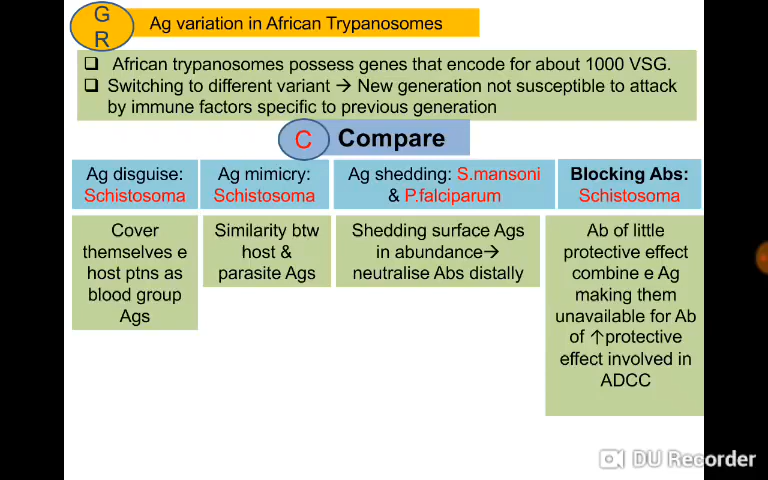 G
R
Ag variation in African Trypanosomes
❑ African trypanosomes possess genes that encode for about 1000 VSG.
❑ Switching to different variant → New generation not susceptible to attack
by immune factors specific to previous generation
C
Compare
Ag disguise:
Schistosoma
Cover
themselves e
host ptns as
blood group
Ags
Ag mimicry:
Schistosoma
Similarity btw
host &
parasite Ags
Ag shedding: S.mansoni
& P.falciparum
Shedding surface Ags
in abundance→
neutralise Abs distally
Blocking Abs:
Schistosoma
Ab of little
protective effect
combine e Ag
making them
unavailable for Ab
of ↑protective
effect involved in
ADCC
DU Recorder